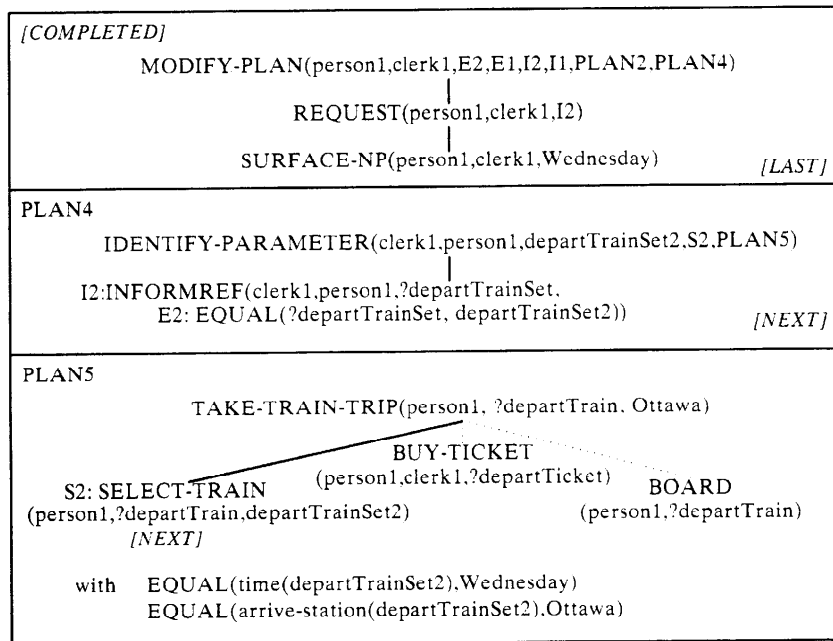 [COMPLETED]
MODIFY-PLAN(person1,clerk1,E2,E1,I2,I1,PLAN2,PLAN4)
REQUEST(person1,clerk1,I2)
SURFACE-NP(person1,clerk1,Wednesday)
[LAST]
PLAN4
IDENTIFY-PARAMETER(clerk1,person1,departTrainSet2,S2,PLAN5)
I2:INFORMREF(clerk1,person1,?departTrainSet,
E2: EQUAL(?departTrainSet, departTrainSet2))
[NEXT]
PLAN5
TAKE-TRAIN-TRIP(person1, ?departTrain, Ottawa)
BUY-TICKET
(person1,clerk1,?departTicket)
S2: SELECT-TRAIN
(person1,?departTrain,departTrainSet2)
[NEXT]
BOARD
(person1,?departTrain)
with EQUAL(time(departTrainSet2),Wednesday)
EQUAL(arrive-station(departTrainSet2),Ottawa)